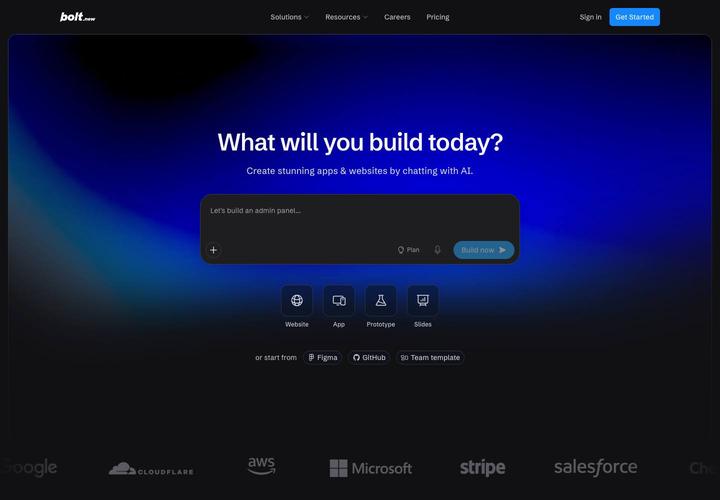 bolt.new
Solutions Resources Careers Pricing
Sign in Get Started
What will you build today?
Create stunning apps & websites by chatting with AI.
Let's build an admin panel...
Plan Build now
Website App Prototype Slides
or start from Figma GitHub Team template
Google CLOUDFLARE aws Microsoft stripe salesforce